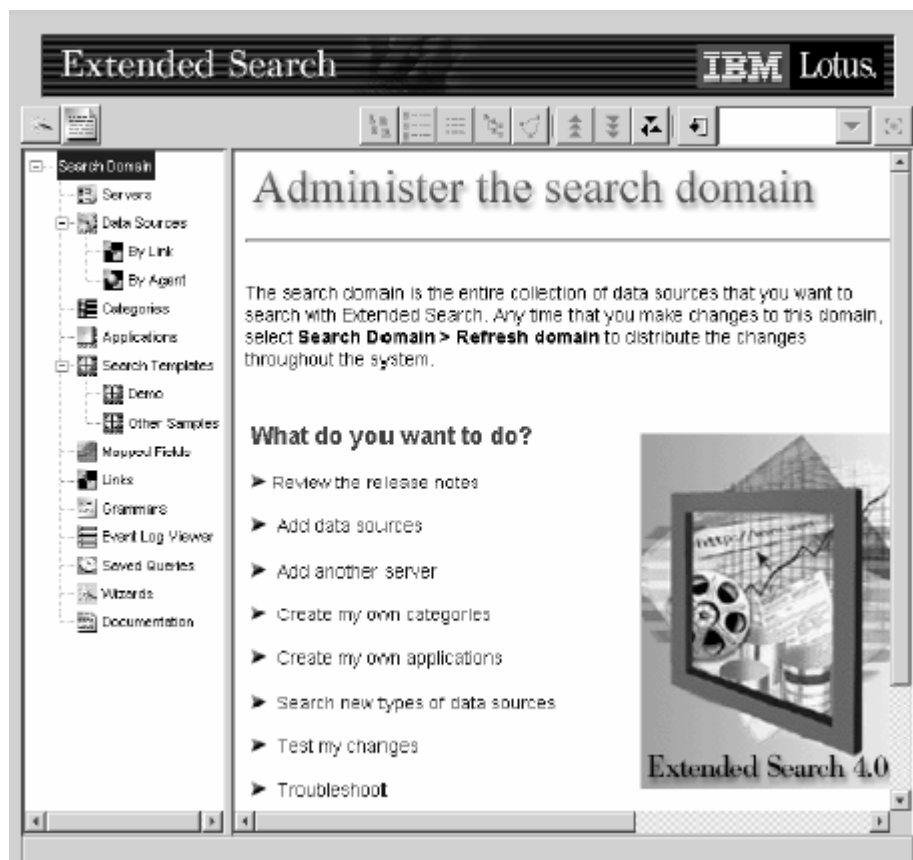 Extended Search
IBM Lotus.
Search Domain
Servers
Data Sources
By Link
By Agent
Categories
Applications
Search Templates
Demo
Other Samples
Mapped Fields
Links
Grammars
Event Log Viewer
Saved Queries
Wizards
Documentation
Administer the search domain
The search domain is the entire collection of data sources that you want to
search with Extended Search. Any time that you make changes to this domain,
select Search Domain > Refresh domain to distribute the changes
throughout the system.
What do you want to do?
Review the release notes
Add data sources
Add another server
Create my own categories
Create my own applications
Search new types of data sources
Test my changes
Troubleshoot
Extended Search 4.0